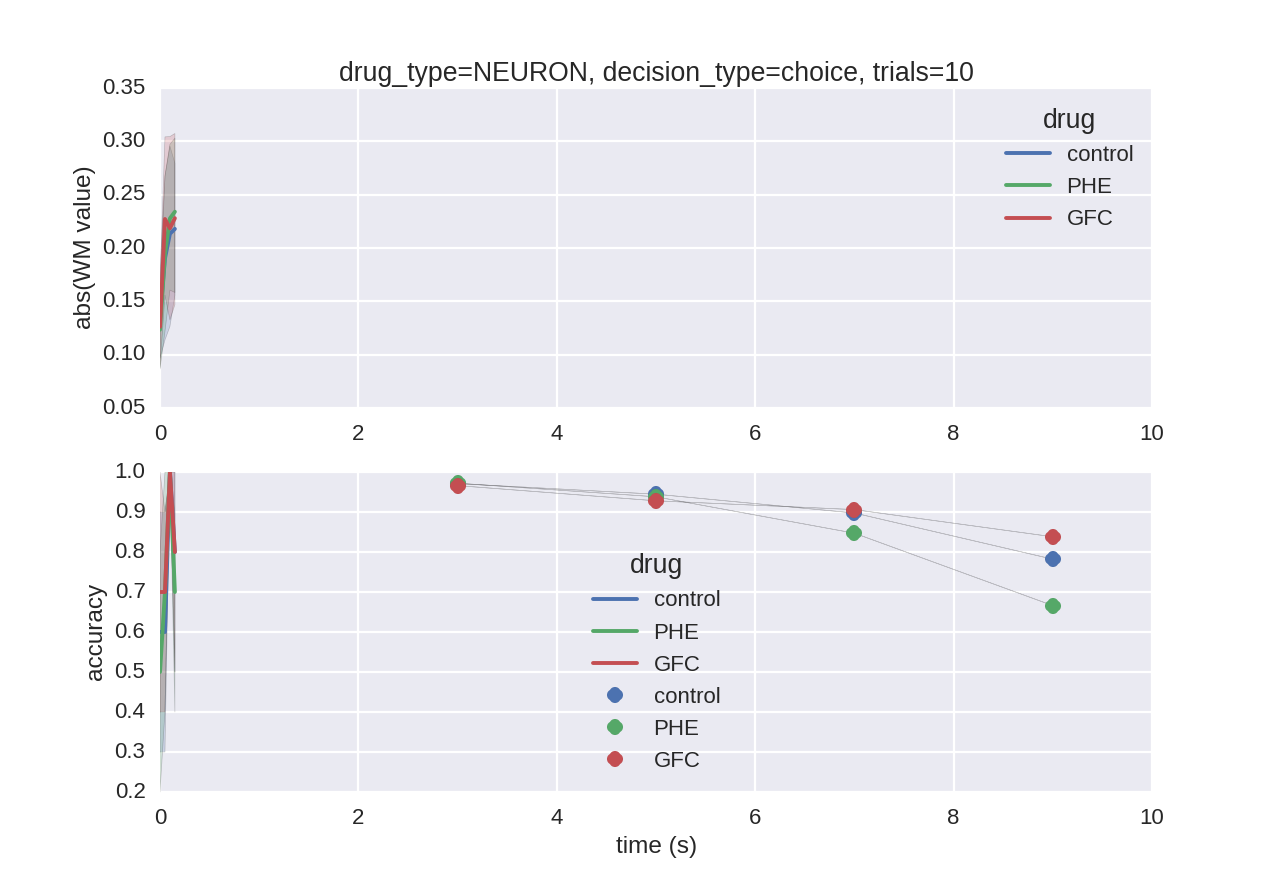 drug_type=NEURON, decision_type=choice, trials=10
0.35
0.30
0.25
0.20
0.15
0.10
0.05
abs(WM value)
drug
control
PHE
GFC
0 2 4 6 8 10
1.0
0.9
0.8
0.7
0.6
0.5
0.4
0.3
0.2
accuracy
drug
control
PHE
GFC
control
PHE
GFC
0 2 4 6 8 10
time (s)